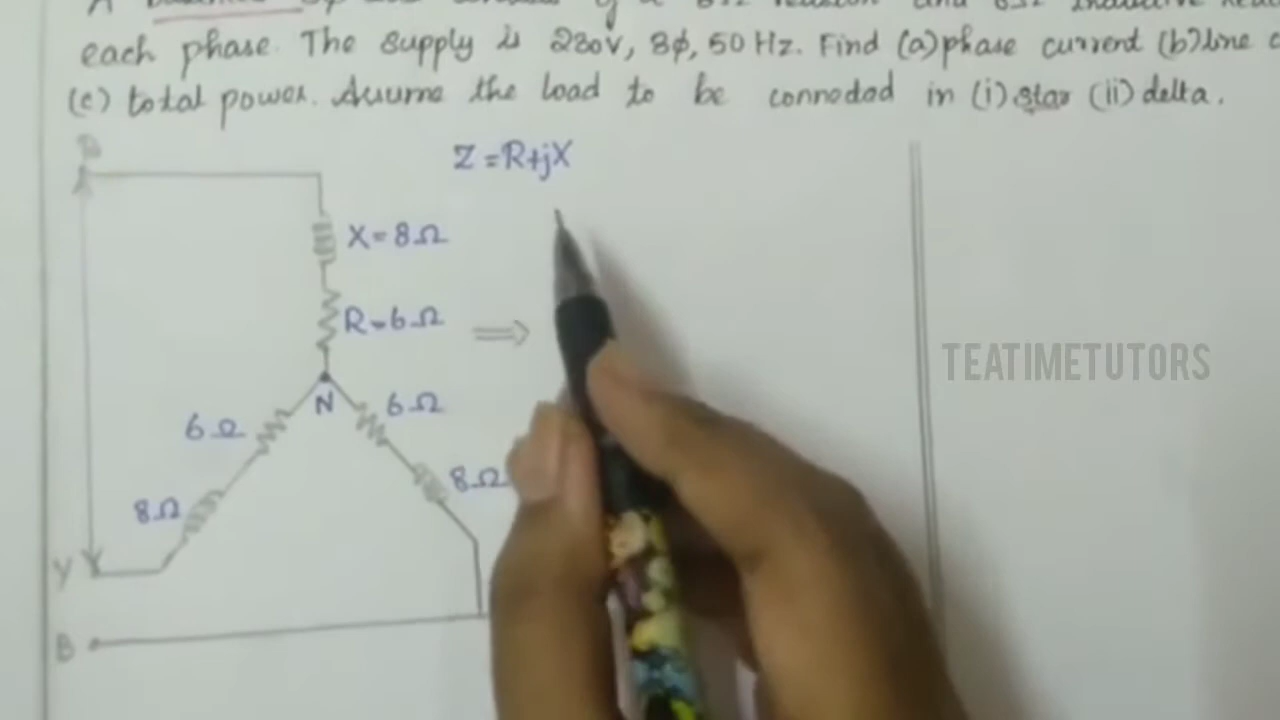 each phase. The supply is 230V, 3ϕ, 50 Hz. Find (a)phase current (b)line
(c) total power. Assume the load to be connected in (i) star (ii) delta.
Z = R+jX
X = 8Ω
R = 6Ω
N
6Ω
6Ω
8Ω
8Ω
Y
B
TEATIMETUTORS